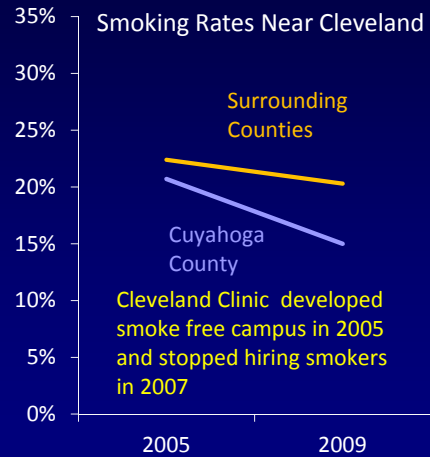 Smoking Rates Near Cleveland
35%
30%
25%
20%
15%
10%
5%
0%
Surrounding
Counties
Cuyahoga
County
Cleveland Clinic developed
smoke free campus in 2005
and stopped hiring smokers
in 2007
2005
2009